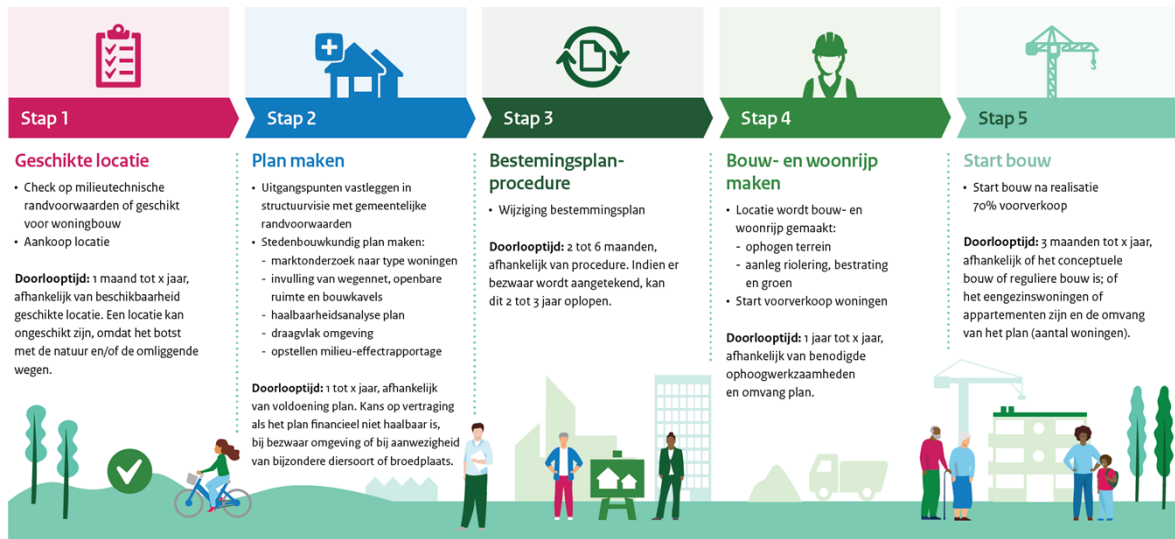 Stap 1
Geschikte locatie
• Check op milieutechnische
randvoorwaarden of geschikt
voor woningbouw
• Aankoop locatie
Doorlooptijd: 1 maand tot x jaar,
afhankelijk van beschikbaarheid
geschikte locatie. Een locatie kan
ongeschikt zijn, omdat het botst
met de natuur en/of de omliggende
wegen.
Stap 2
Plan maken
• Uitgangspunten vastleggen in
structuurvisie met gemeentelijke
randvoorwaarden
• Stedenbouwkundig plan maken:
- marktonderzoek naar type woningen
- invulling van wegennet, openbare
ruimte en bouwkavels
- haalbaarheidsanalyse plan
- draagvlak omgeving
- opstellen milieu-effectrapportage
Doorlooptijd: 1 tot x jaar, afhankelijk
van voldoening plan. Kans op vertraging
als het plan financieel niet haalbaar is,
bij bezwaar omgeving of bij aanwezigheid
van bijzondere diersoort of broedplaats.
Stap 3
Bestemingsplan-
procedure
• Wijziging bestemmingsplan
Doorlooptijd: 2 tot 6 maanden,
afhankelijk van procedure. Indien er
bezwaar wordt aangetekend, kan
dit 2 tot 3 jaar oplopen.
Stap 4
Bouw- en woonrijp
maken
• Locatie wordt bouw- en
woonrijp gemaakt:
- ophogen terrein
- aanleg riolering, bestrating
en groen
• Start voorverkoop woningen
Doorlooptijd: 1 jaar tot x jaar,
afhankelijk van benodigde
ophoogwerkzaamheden
en omvang plan.
Stap 5
Start bouw
• Start bouw na realisatie
70% voorverkoop
Doorlooptijd: 3 maanden tot x jaar,
afhankelijk of het conceptuele
bouw of reguliere bouw is; of
het eengezinswoningen of
appartementen zijn en de omvang
van het plan (aantal woningen).